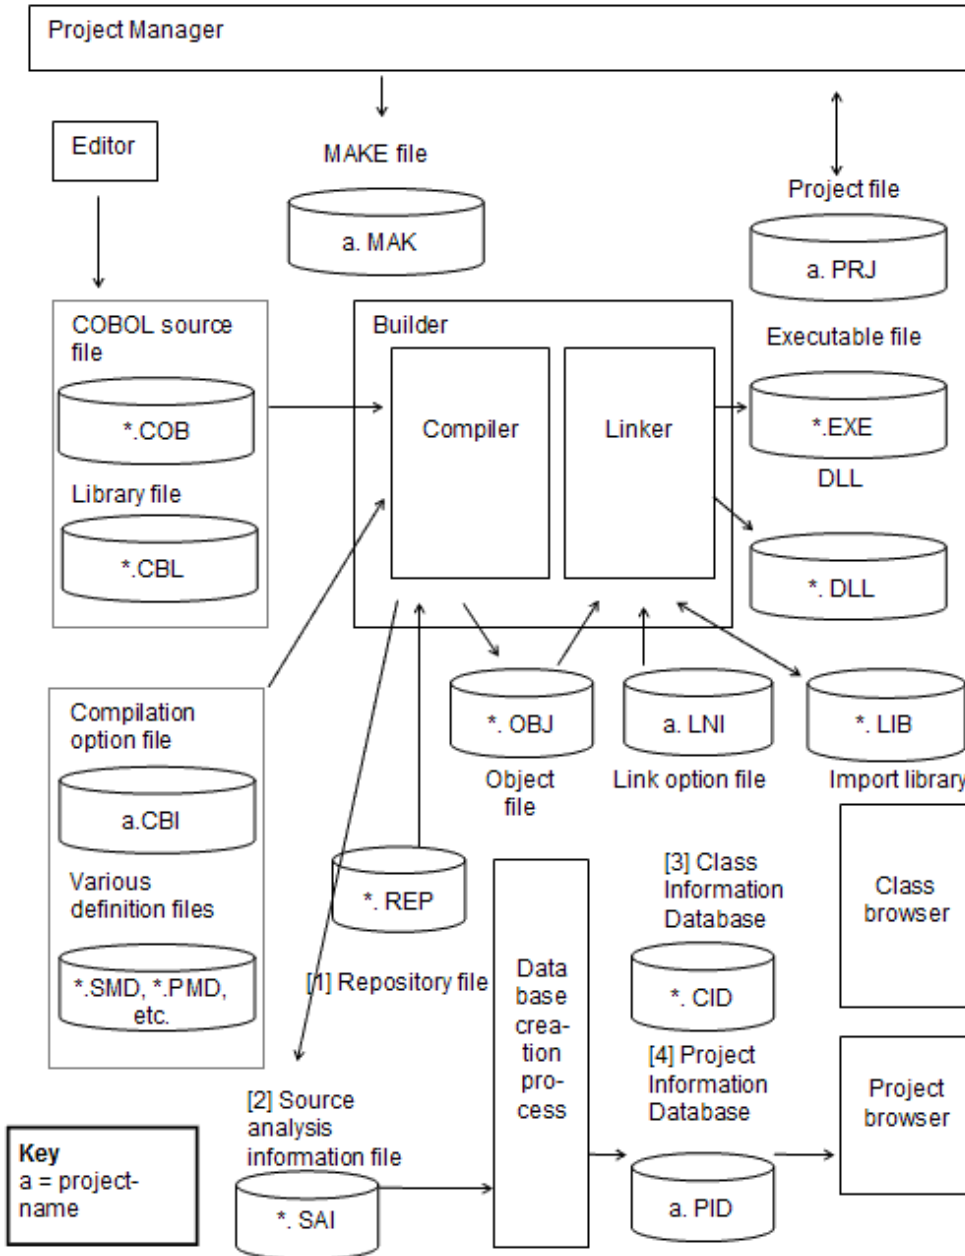 Project Manager
Editor
MAKE file
a. MAK
Project file
a. PRJ
COBOL source
file
*.COB
Library file
*.CBL
Builder
Compiler
Linker
Executable file
*.EXE
DLL
*. DLL
Compilation
option file
a.CBI
Various
definition files
*.SMD, *.PMD,
etc.
*. OBJ
Object
file
a. LNI
Link option file
*. LIB
Import library
*. REP
[1] Repository file
[2] Source
analysis
information file
*. SAI
Data
base
crea-
tion
pro-
cess
[3] Class
Information
Database
*. CID
[4] Project
Information
Database
a. PID
Class
browser
Project
browser
Key
a = project-
name